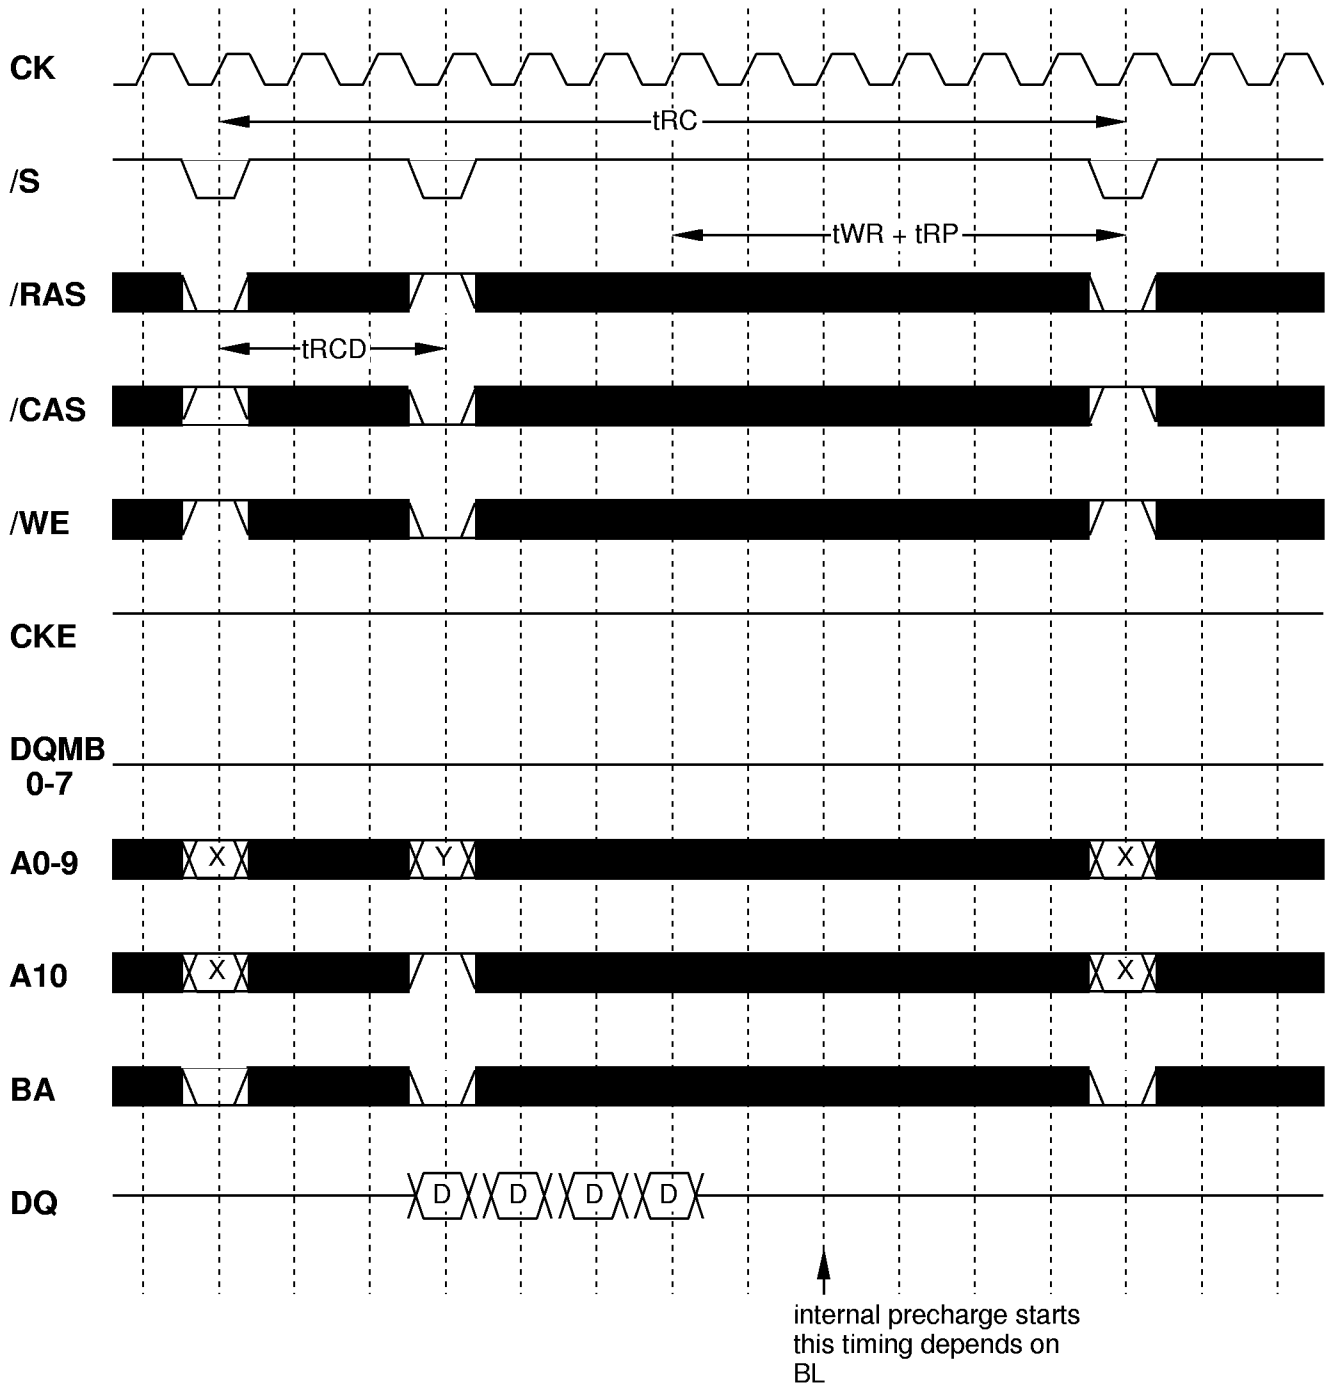 CK
tRC
/S
tWR + tRP
/RAS
tRCD
/CAS
/WE
CKE
DQMB
0-7
A0-9 X Y X
A10 X X
BA
DQ D D D D
internal precharge starts
this timing depends on
BL